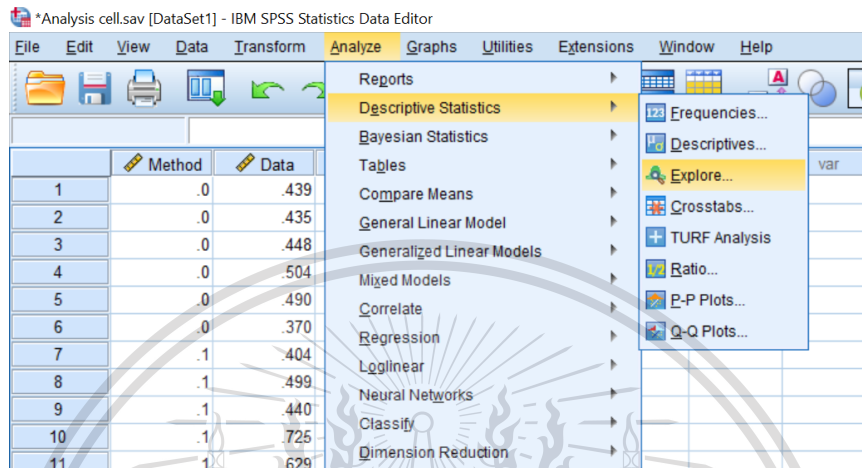 *Analysis cell.sav [DataSet1] - IBM SPSS Statistics Data Editor
File Edit View Data Transform Analyze Graphs Utilities Extensions Window Help
A
Reports
Descriptive Statistics
Bayesian Statistics
Tables
Compare Means
General Linear Model
Generalized Linear Models
Mixed Models
Correlate
Regression
Loglinear
Neural Networks
Classify
Dimension Reduction
123 Frequencies...
Descriptives...
Explore...
Crosstabs...
TURF Analysis
1/2 Ratio...
P-P Plots...
Q-Q Plots...
Method Data var
1 .0 .439
2 .0 .435
3 .0 .448
4 .0 .504
5 .0 .490
6 .0 .370
7 .1 .404
8 .1 .499
9 .1 .440
10 .1 .725
11 .1 .629